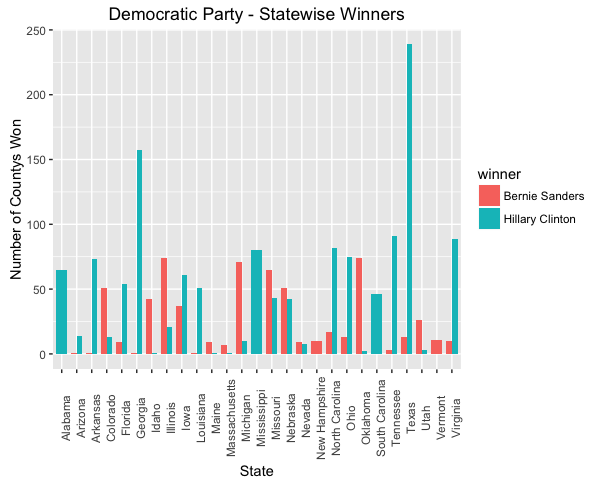 Democratic Party - Statewise Winners
Number of Countys Won
250
200
150
100
50
0
Alabama
Arizona
Arkansas
Colorado
Florida
Georgia
Idaho
Illinois
Iowa
Louisiana
Maine
Massachusetts
Michigan
Mississippi
Missouri
Nebraska
Nevada
New Hampshire
North Carolina
Ohio
Oklahoma
South Carolina
Tennessee
Texas
Utah
Vermont
Virginia
State
winner
Bernie Sanders
Hillary Clinton